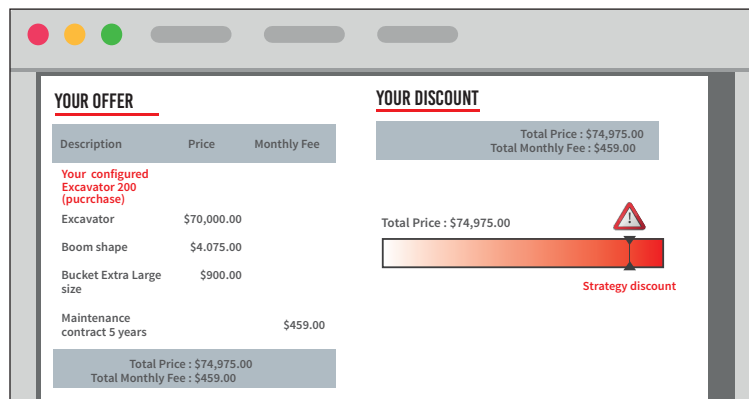 YOUR OFFER
Description Price Monthly Fee
Your configured
Excavator 200
(pucrchase)
Excavator $70,000.00
Boom shape $4.075.00
Bucket Extra Large $900.00
size
Maintenance
contract 5 years $459.00
Total Price : $74,975.00
Total Monthly Fee : $459.00
YOUR DISCOUNT
Total Price : $74,975.00
Total Monthly Fee : $459.00
Total Price : $74,975.00
!
Strategy discount